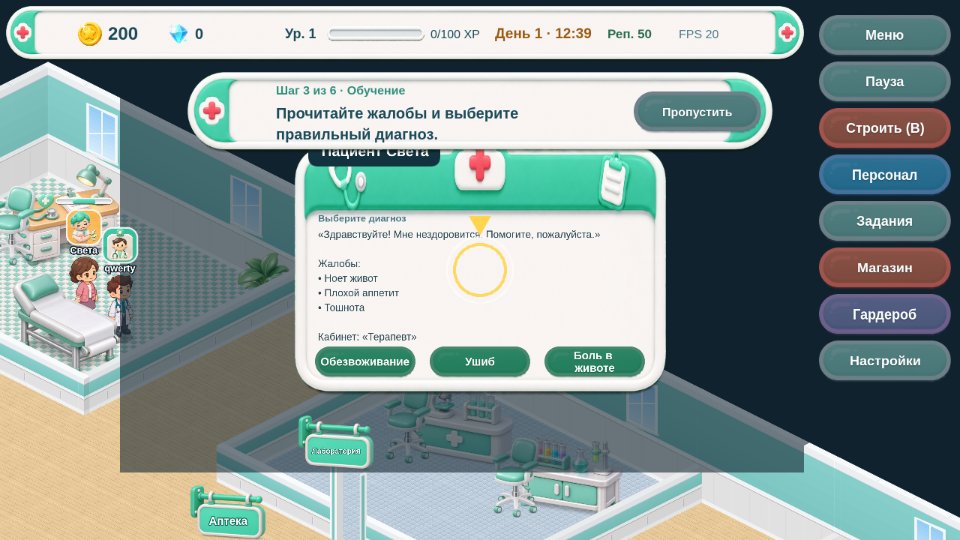 200
0
Ур. 1
0/100 XP
День 1 · 12:39
Реп. 50
FPS 20
Меню
Пауза
Строить (B)
Персонал
Задания
Магазин
Гардероб
Настройки
Шаг 3 из 6 · Обучение
Прочитайте жалобы и выберите
правильный диагноз.
Пропустить
Пациент Света
Выберите диагноз
«Здравствуйте! Мне нездоровится. Помогите, пожалуйста.»
Жалобы:
• Ноет живот
• Плохой аппетит
• Тошнота
Кабинет: «Терапевт»
Обезвоживание
Ушиб
Боль в
животе
Света
qwerty
Лаборатория
Аптека